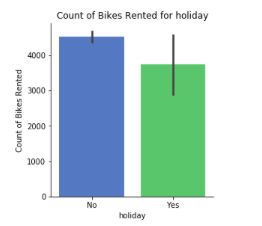 Count of Bikes Rented for holiday
Count of Bikes Rented
4000
3000
2000
1000
0
No Yes
holiday